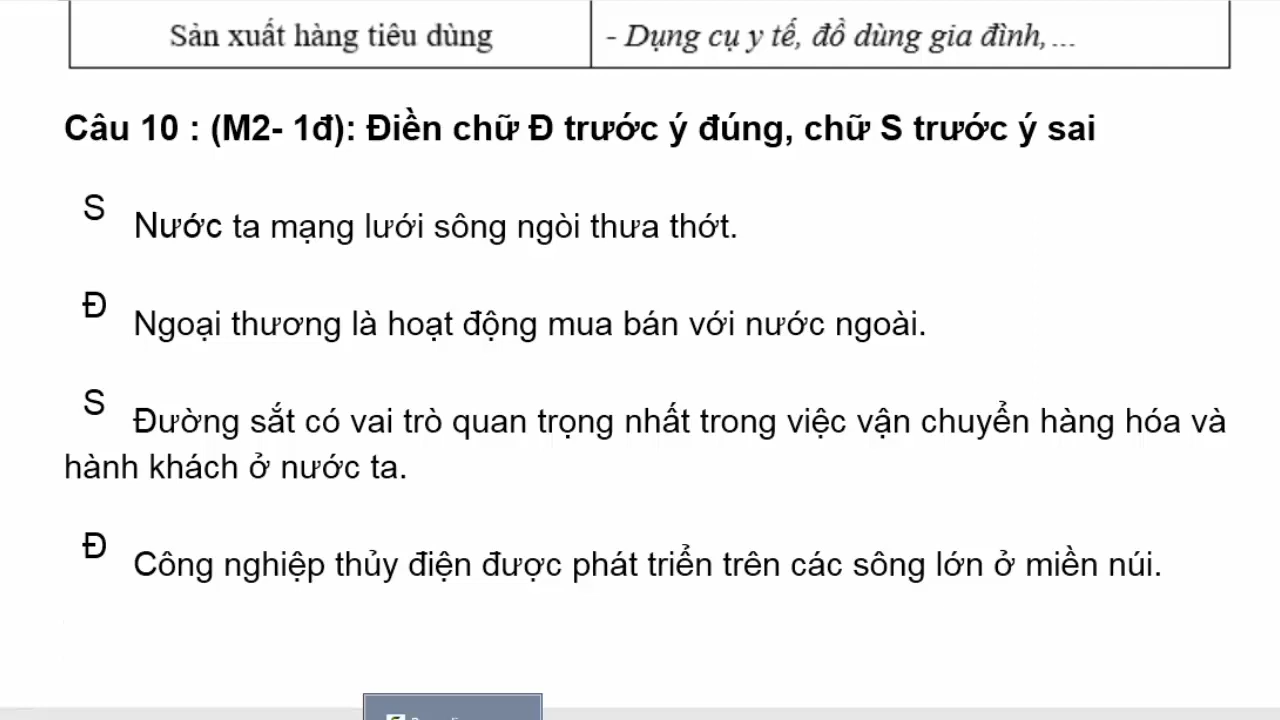 Sản xuất hàng tiêu dùng - Dụng cụ y tế, đồ dùng gia đình,...
Câu 10 : (M2- 1đ): Điền chữ Đ trước ý đúng, chữ S trước ý sai
S Nước ta mạng lưới sông ngòi thưa thớt.
Đ Ngoại thương là hoạt động mua bán với nước ngoài.
S Đường sắt có vai trò quan trọng nhất trong việc vận chuyển hàng hóa và
hành khách ở nước ta.
Đ Công nghiệp thủy điện được phát triển trên các sông lớn ở miền núi.